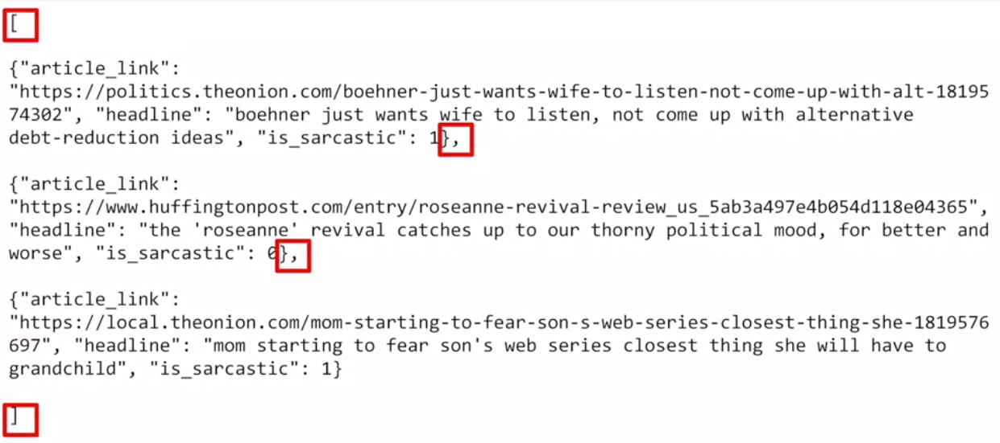 [
{"article_link":
"https://politics.theonion.com/boehner-just-wants-wife-to-listen-not-come-up-with-alt-18195
74302", "headline": "boehner just wants wife to listen, not come up with alternative
debt-reduction ideas", "is_sarcastic": 1},
{"article_link":
"https://www.huffingtonpost.com/entry/roseanne-revival-review_us_5ab3a497e4b054d118e04365",
"headline": "the 'roseanne' revival catches up to our thorny political mood, for better and
worse", "is_sarcastic": 0},
{"article_link":
"https://local.theonion.com/mom-starting-to-fear-son-s-web-series-closest-thing-she-1819576
697", "headline": "mom starting to fear son's web series closest thing she will have to
grandchild", "is_sarcastic": 1}
]